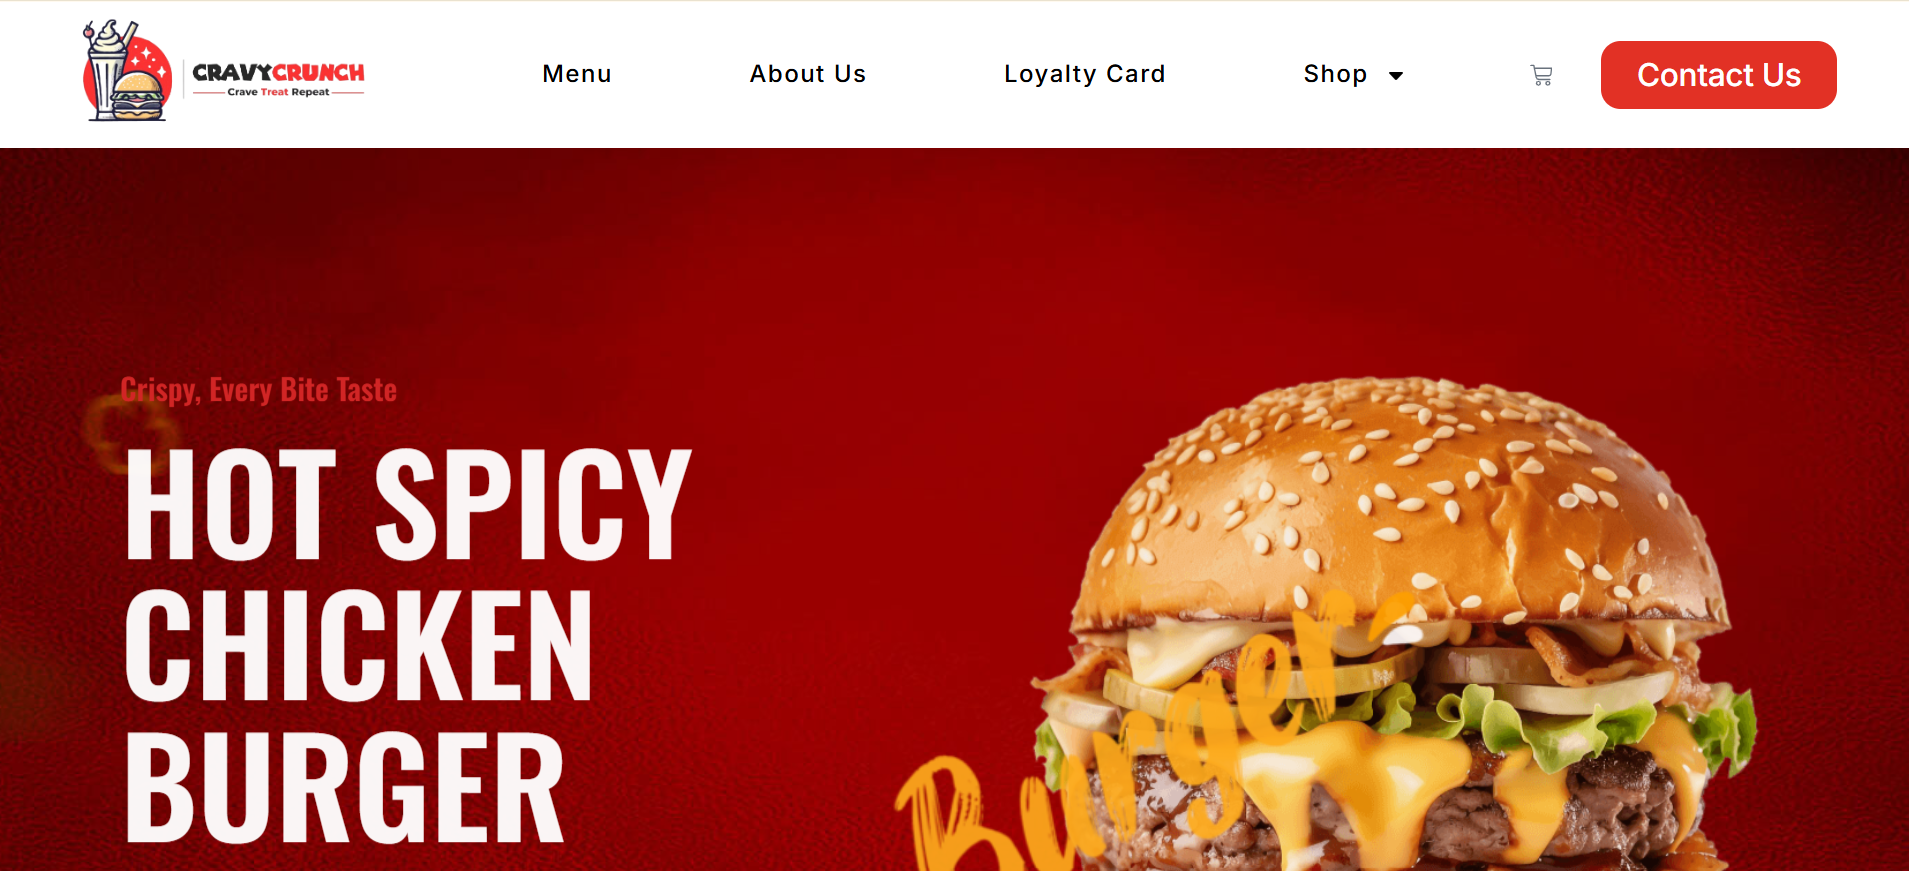 CRAVYCRUNCH
Crave Treat Repeat
Menu
About Us
Loyalty Card
Shop
Contact Us
Crispy, Every Bite Taste
HOT SPICY
CHICKEN
BURGER
Burger